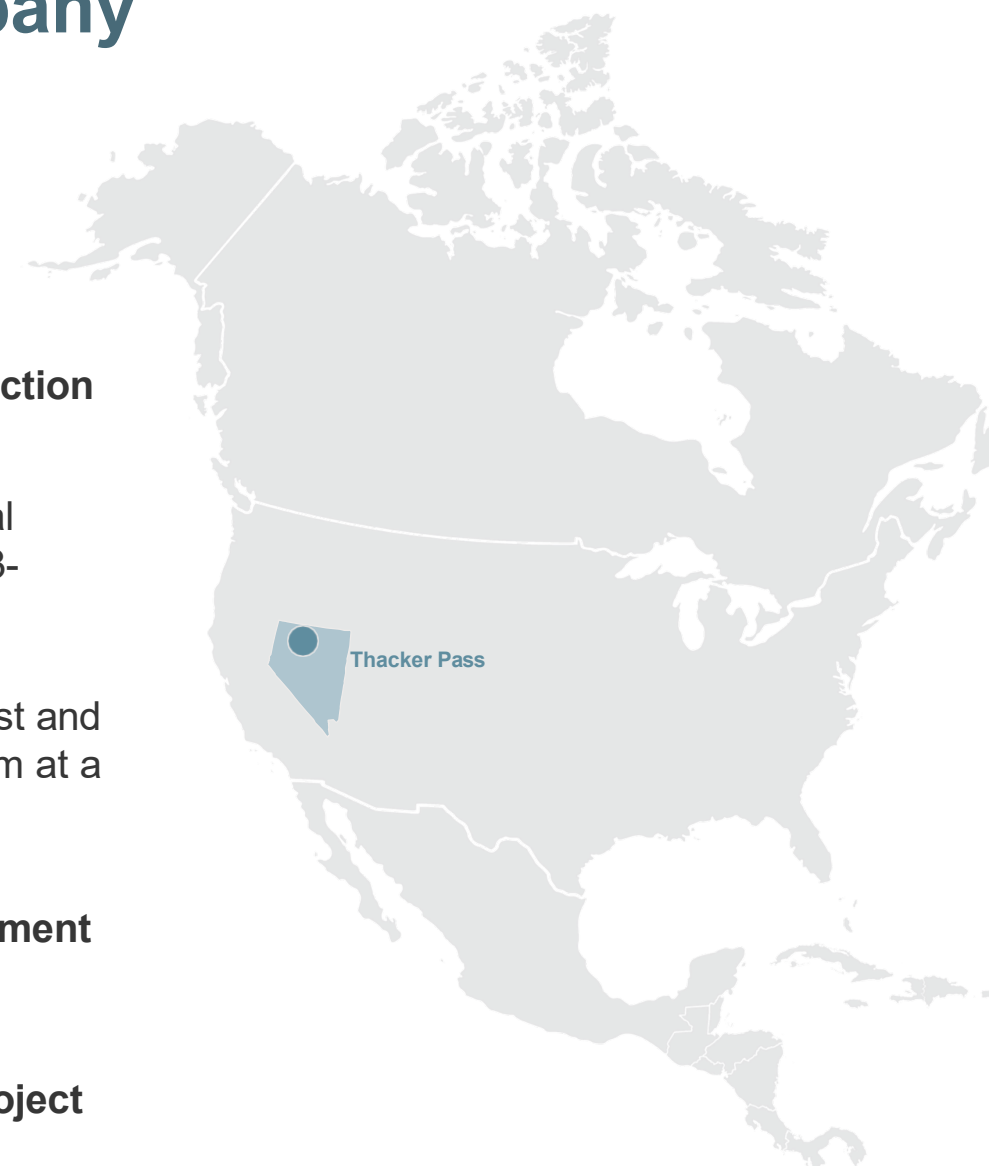 pany
ction
al
3-
Thacker Pass
st and
m at a
ment
oject